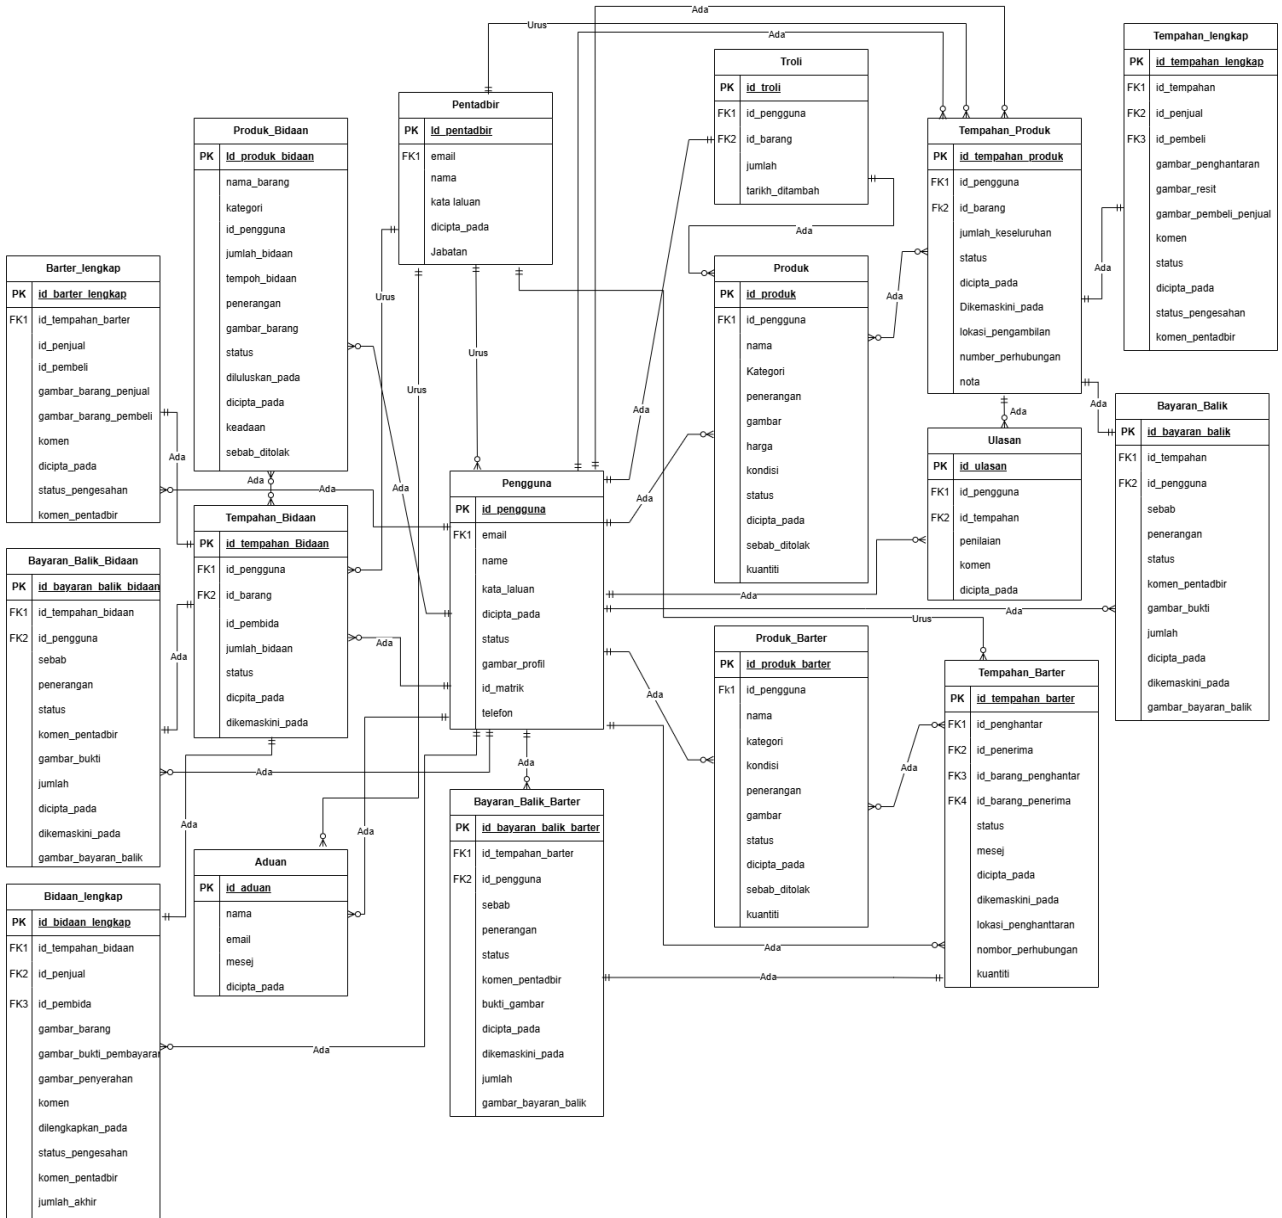 Ada
Urus
Ada
Tempahan_lengkap
PK id_tempahan_lengkap
FK1 id_tempahan
FK2 id_penjual
FK3 id_pembeli
gambar_penghantaran
gambar_resit
gambar_pembeli_penjual
komen
status
dicipta_pada
status_pengesahan
komen_pentadbir
Troli
PK id_troli
FK1 id_pengguna
FK2 id_barang
jumlah
tarikh_ditambah
Pentadbir
PK Id_pentadbir
FK1 email
nama
kata laluan
dicipta_pada
Jabatan
Produk_Bidaan
PK Id_produk_bidaan
nama_barang
kategori
id_pengguna
jumlah_bidaan
tempoh_bidaan
penerangan
gambar_barang
status
diluluskan_pada
dicipta_pada
keadaan
sebab_ditolak
Tempahan_Produk
PK id_tempahan_produk
FK1 id_pengguna
Fk2 id_barang
jumlah_keseluruhan
status
dicipta_pada
Dikemaskini_pada
lokasi_pengambilan
number_perhubungan
nota
Ada
Ada
Ada
Urus
Urus
Urus
Barter_lengkap
PK id_barter_lengkap
FK1 id_tempahan_barter
id_penjual
id_pembeli
gambar_barang_penjual
gambar_barang_pembeli
komen
dicipta_pada
status_pengesahan
komen_pentadbir
Produk
PK id_produk
FK1 id_pengguna
nama
Kategori
penerangan
gambar
harga
kondisi
status
dicipta_pada
sebab_ditolak
kuantiti
Ada
Ada
Ada
Ada
Ada
Ada
Ada
Ada
Bayaran_Balik
PK id_bayaran_balik
FK1 id_tempahan
FK2 id_pengguna
sebab
penerangan
status
komen_pentadbir
gambar_bukti
jumlah
dicipta_pada
dikemaskini_pada
gambar_bayaran_balik
Ulasan
PK id_ulasan
FK1 id_pengguna
FK2 id_tempahan
penilaian
komen
dicipta_pada
Pengguna
PK id_pengguna
FK1 email
name
kata_laluan
dicipta_pada
status
gambar_profil
id_matrik
telefon
Tempahan_Bidaan
PK id_tempahan_Bidaan
FK1 id_pengguna
FK2 id_barang
id_pembida
jumlah_bidaan
status
dicpita_pada
dikemaskini_pada
Bayaran_Balik_Bidaan
PK id_bayaran_balik_bidaan
FK1 id_tempahan_bidaan
FK2 id_pengguna
sebab
penerangan
status
komen_pentadbir
gambar_bukti
jumlah
dicipta_pada
dikemaskini_pada
gambar_bayaran_balik
Ada
Ada
Urus
Ada
Ada
Ada
Ada
Ada
Ada
Ada
Ada
Produk_Barter
PK id_produk_barter
Fk1 id_pengguna
nama
kategori
kondisi
penerangan
gambar
status
dicipta_pada
sebab_ditolak
kuantiti
Tempahan_Barter
PK id_tempahan_barter
FK1 id_penghantar
FK2 id_penerima
FK3 id_barang_penghantar
FK4 id_barang_penerima
status
mesej
dicipta_pada
dikemaskini_pada
lokasi_penghanttaran
nombor_perhubungan
kuantiti
Bayaran_Balik_Barter
PK id_bayaran_balik_barter
FK1 id_tempahan_barter
FK2 id_pengguna
sebab
penerangan
status
komen_pentadbir
bukti_gambar
dicipta_pada
dikemaskini_pada
jumlah
gambar_bayaran_balik
Aduan
PK id_aduan
nama
email
mesej
dicipta_pada
Bidaan_lengkap
PK id_bidaan_lengkap
FK1 id_tempahan_bidaan
FK2 id_penjual
FK3 id_pembida
gambar_barang
gambar_bukti_pembayaran
gambar_penyerahan
komen
dilengkapkan_pada
status_pengesahan
komen_pentadbir
jumlah_akhir
Ada
Ada
Ada